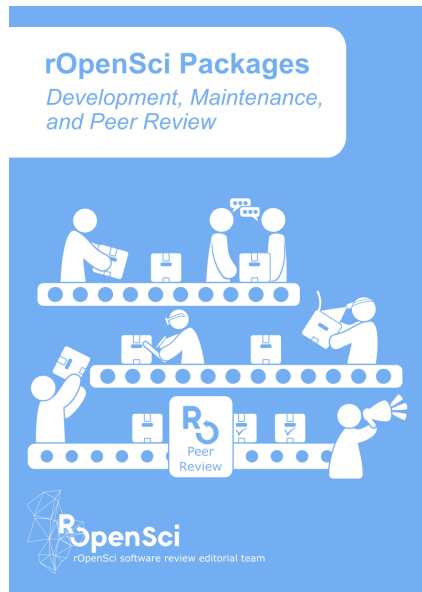 rOpenSci Packages
Development, Maintenance,
and Peer Review
R
Peer
Review
ROpenSci
rOpenSci software review editorial team